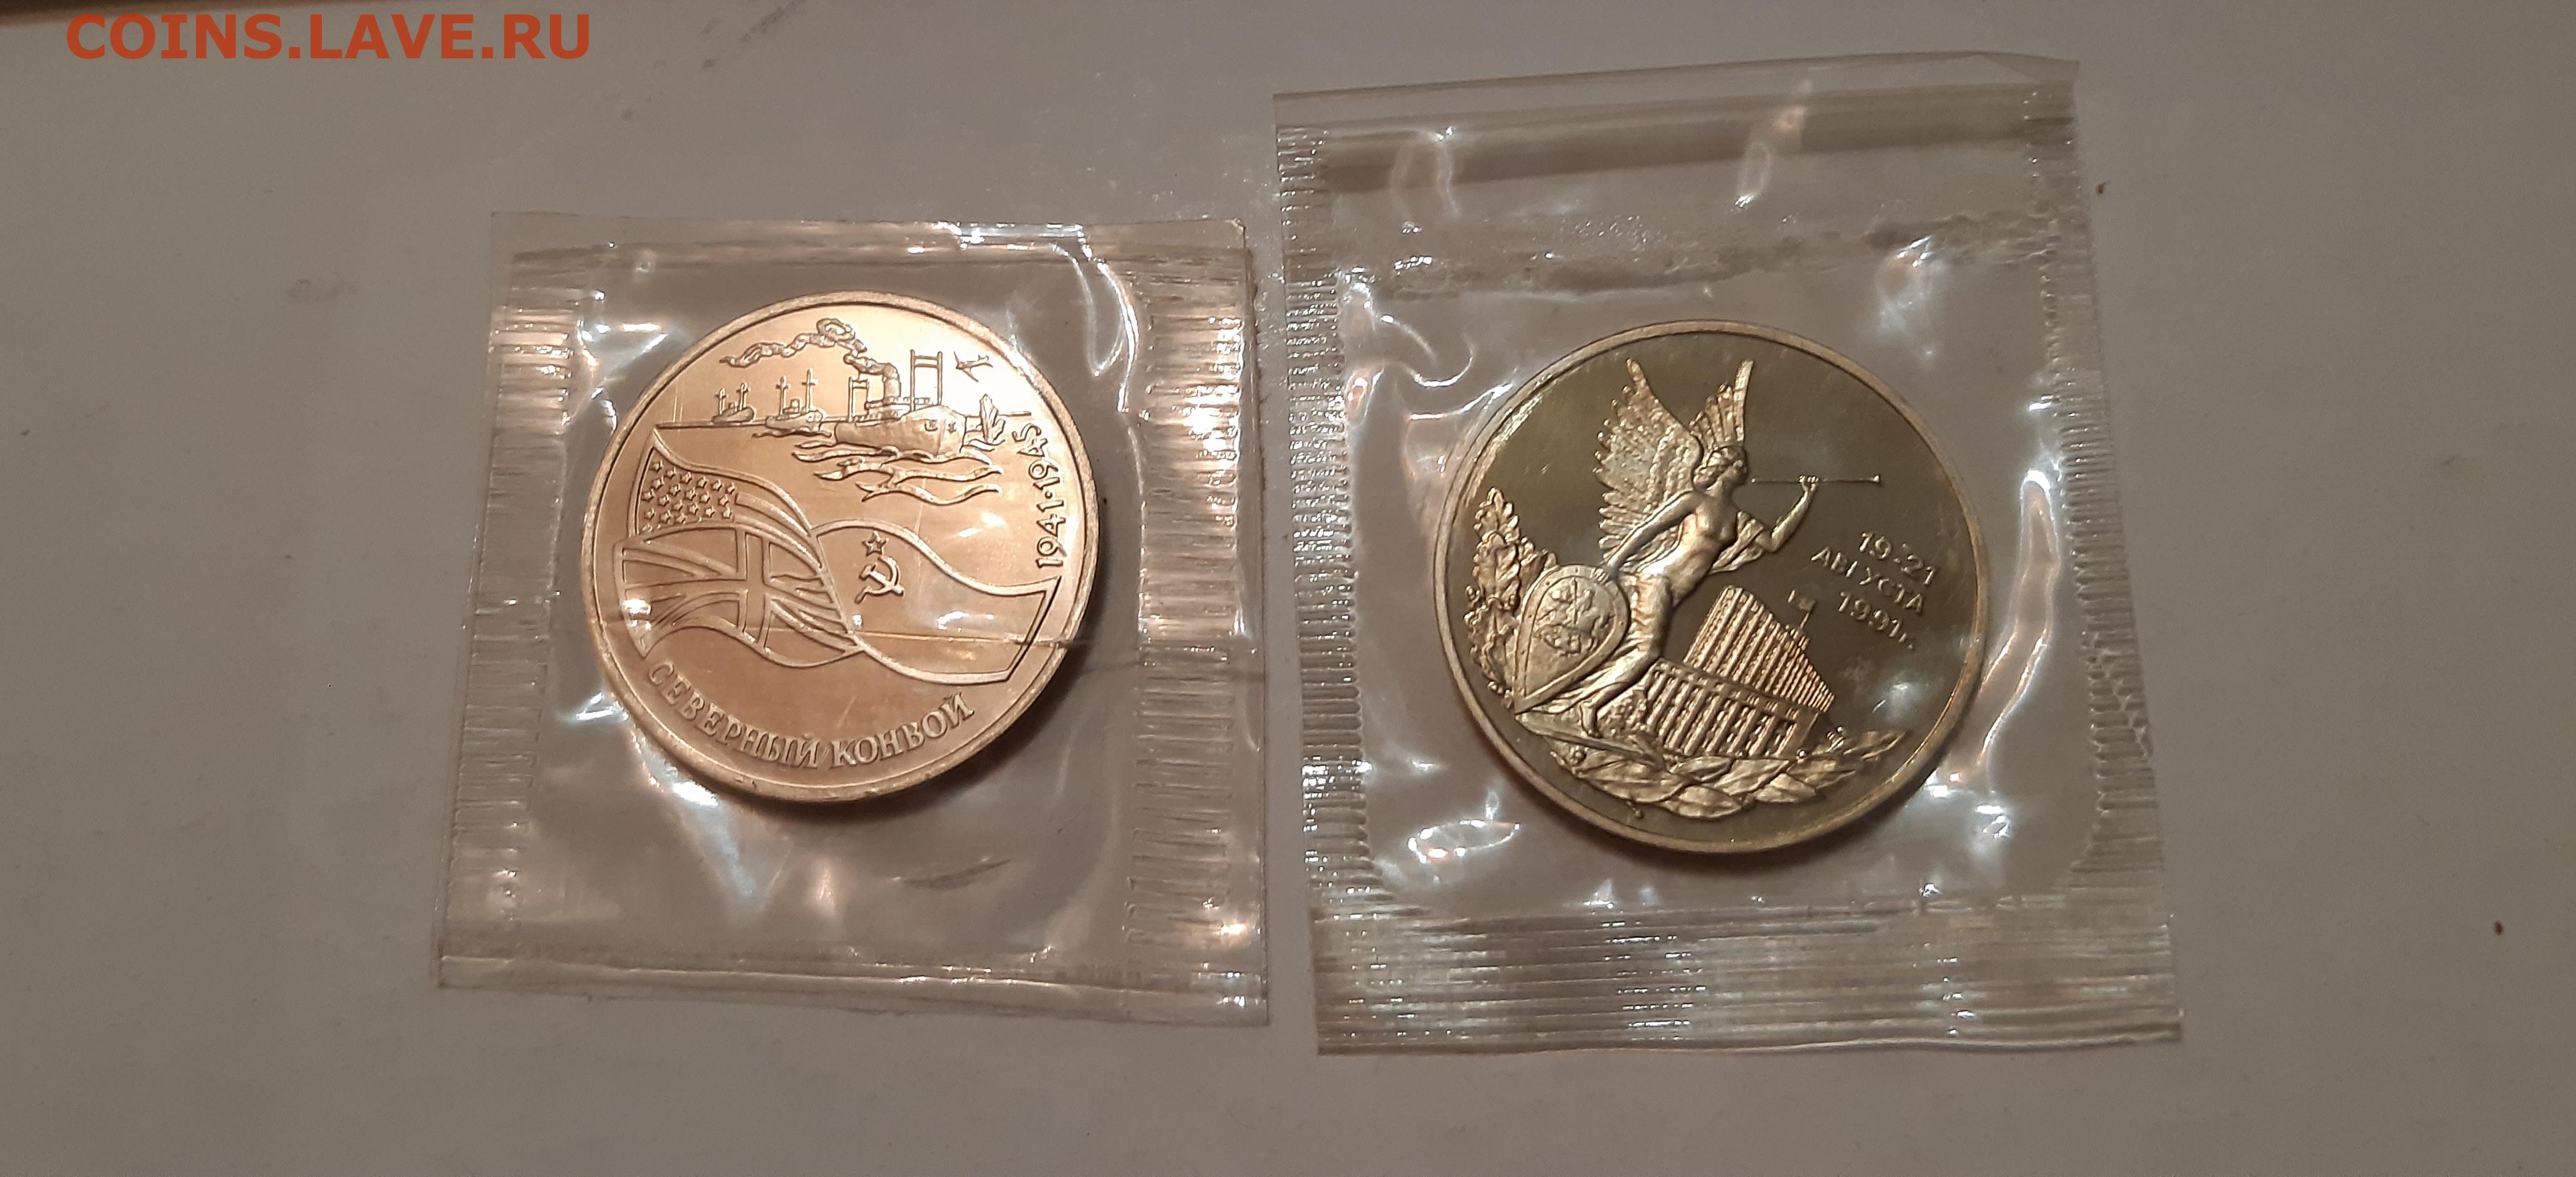 COINS.LAVE.RU
1941·1945
СЕВЕРНЫЙ КОНВОЙ
19-21
АВГУСТА
1991г.